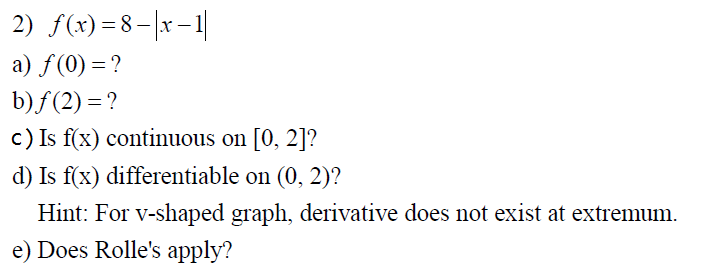 2) f(x) = 8 − |x − 1|
a) f(0) = ?
b) f(2) = ?
c) Is f(x) continuous on [0, 2]?
d) Is f(x) differentiable on (0, 2)?
Hint: For v-shaped graph, derivative does not exist at extremum.
e) Does Rolle's apply?